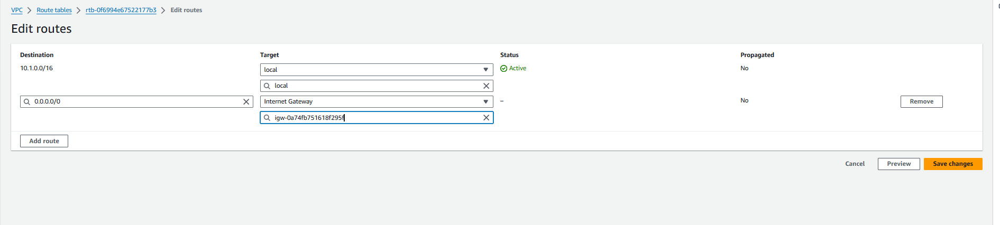 VPC > Route tables > rtb-0f6994e67522177b3 > Edit routes
Edit routes
Destination Target Status Propagated
10.1.0.0/16 local Active No
local
0.0.0.0/0 Internet Gateway – No Remove
igw-0a74fb751618f295f
Add route
Cancel Preview Save changes